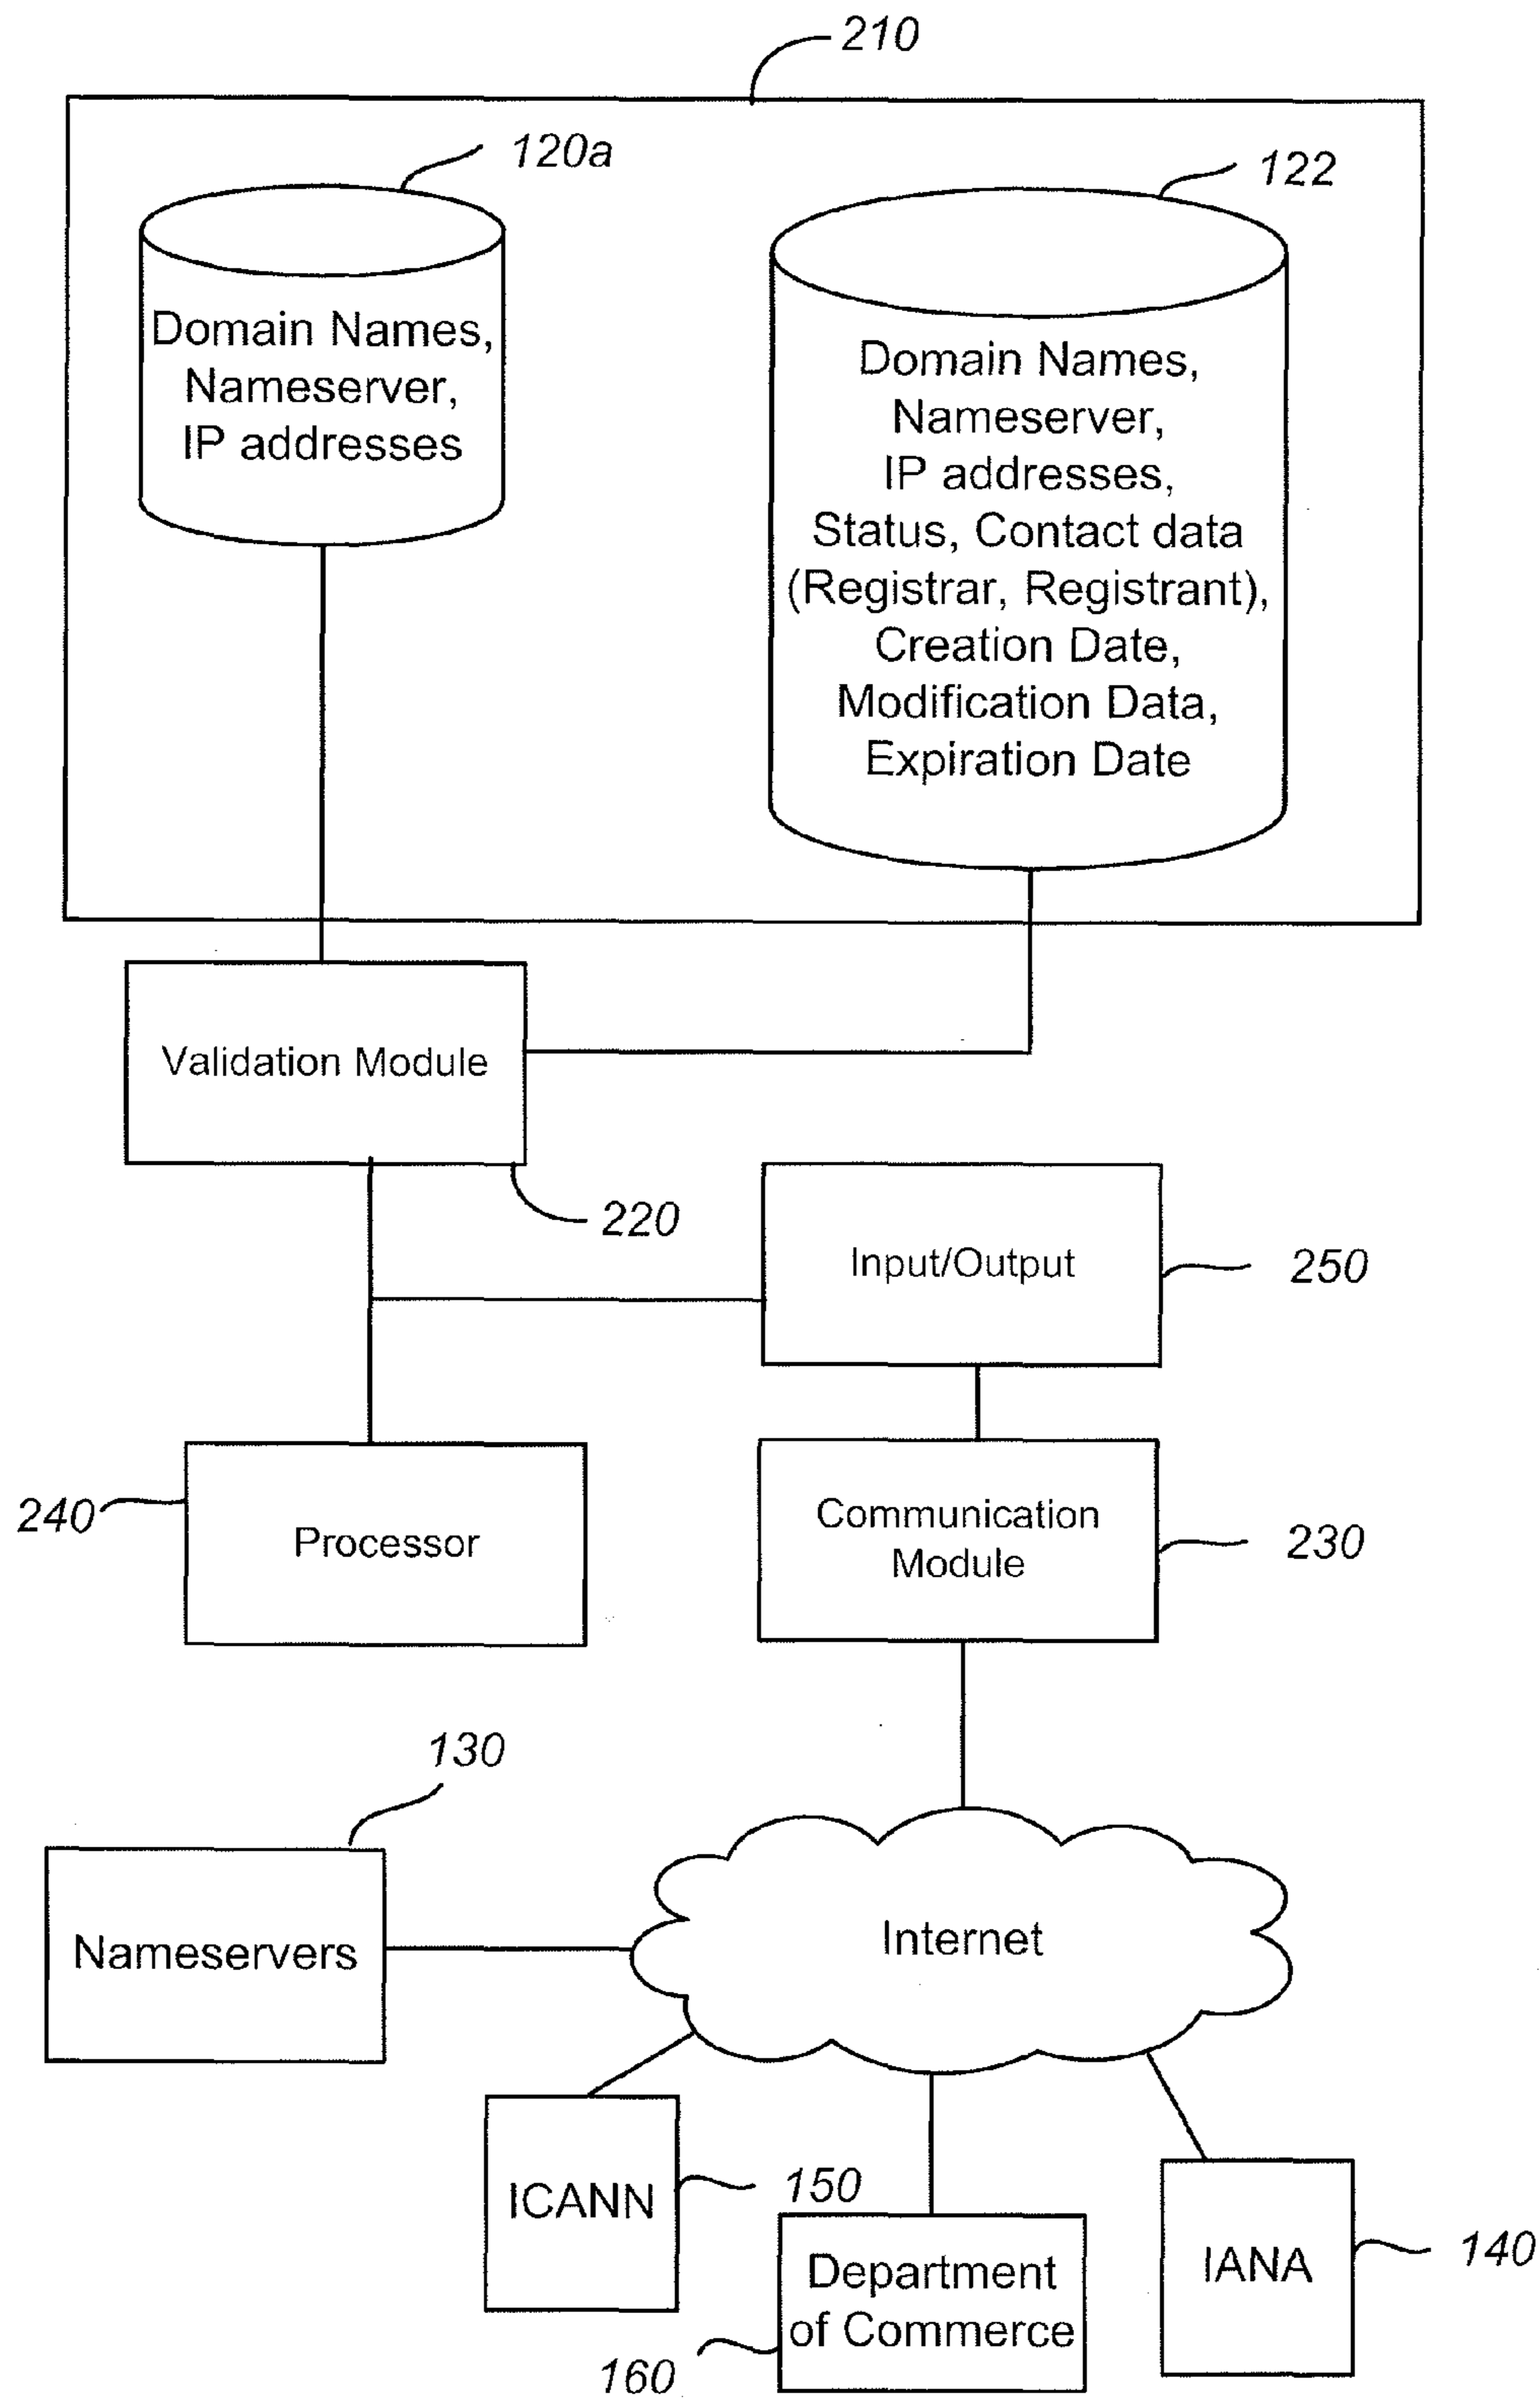 210
120a
122
Domain Names,
Nameserver,
IP addresses
Domain Names,
Nameserver,
IP addresses,
Status, Contact data
(Registrar, Registrant),
Creation Date,
Modification Data,
Expiration Date
Validation Module
220
Input/Output
250
240
Processor
Communication
Module
230
130
Nameservers
Internet
ICANN
150
Department
of Commerce
160
IANA
140